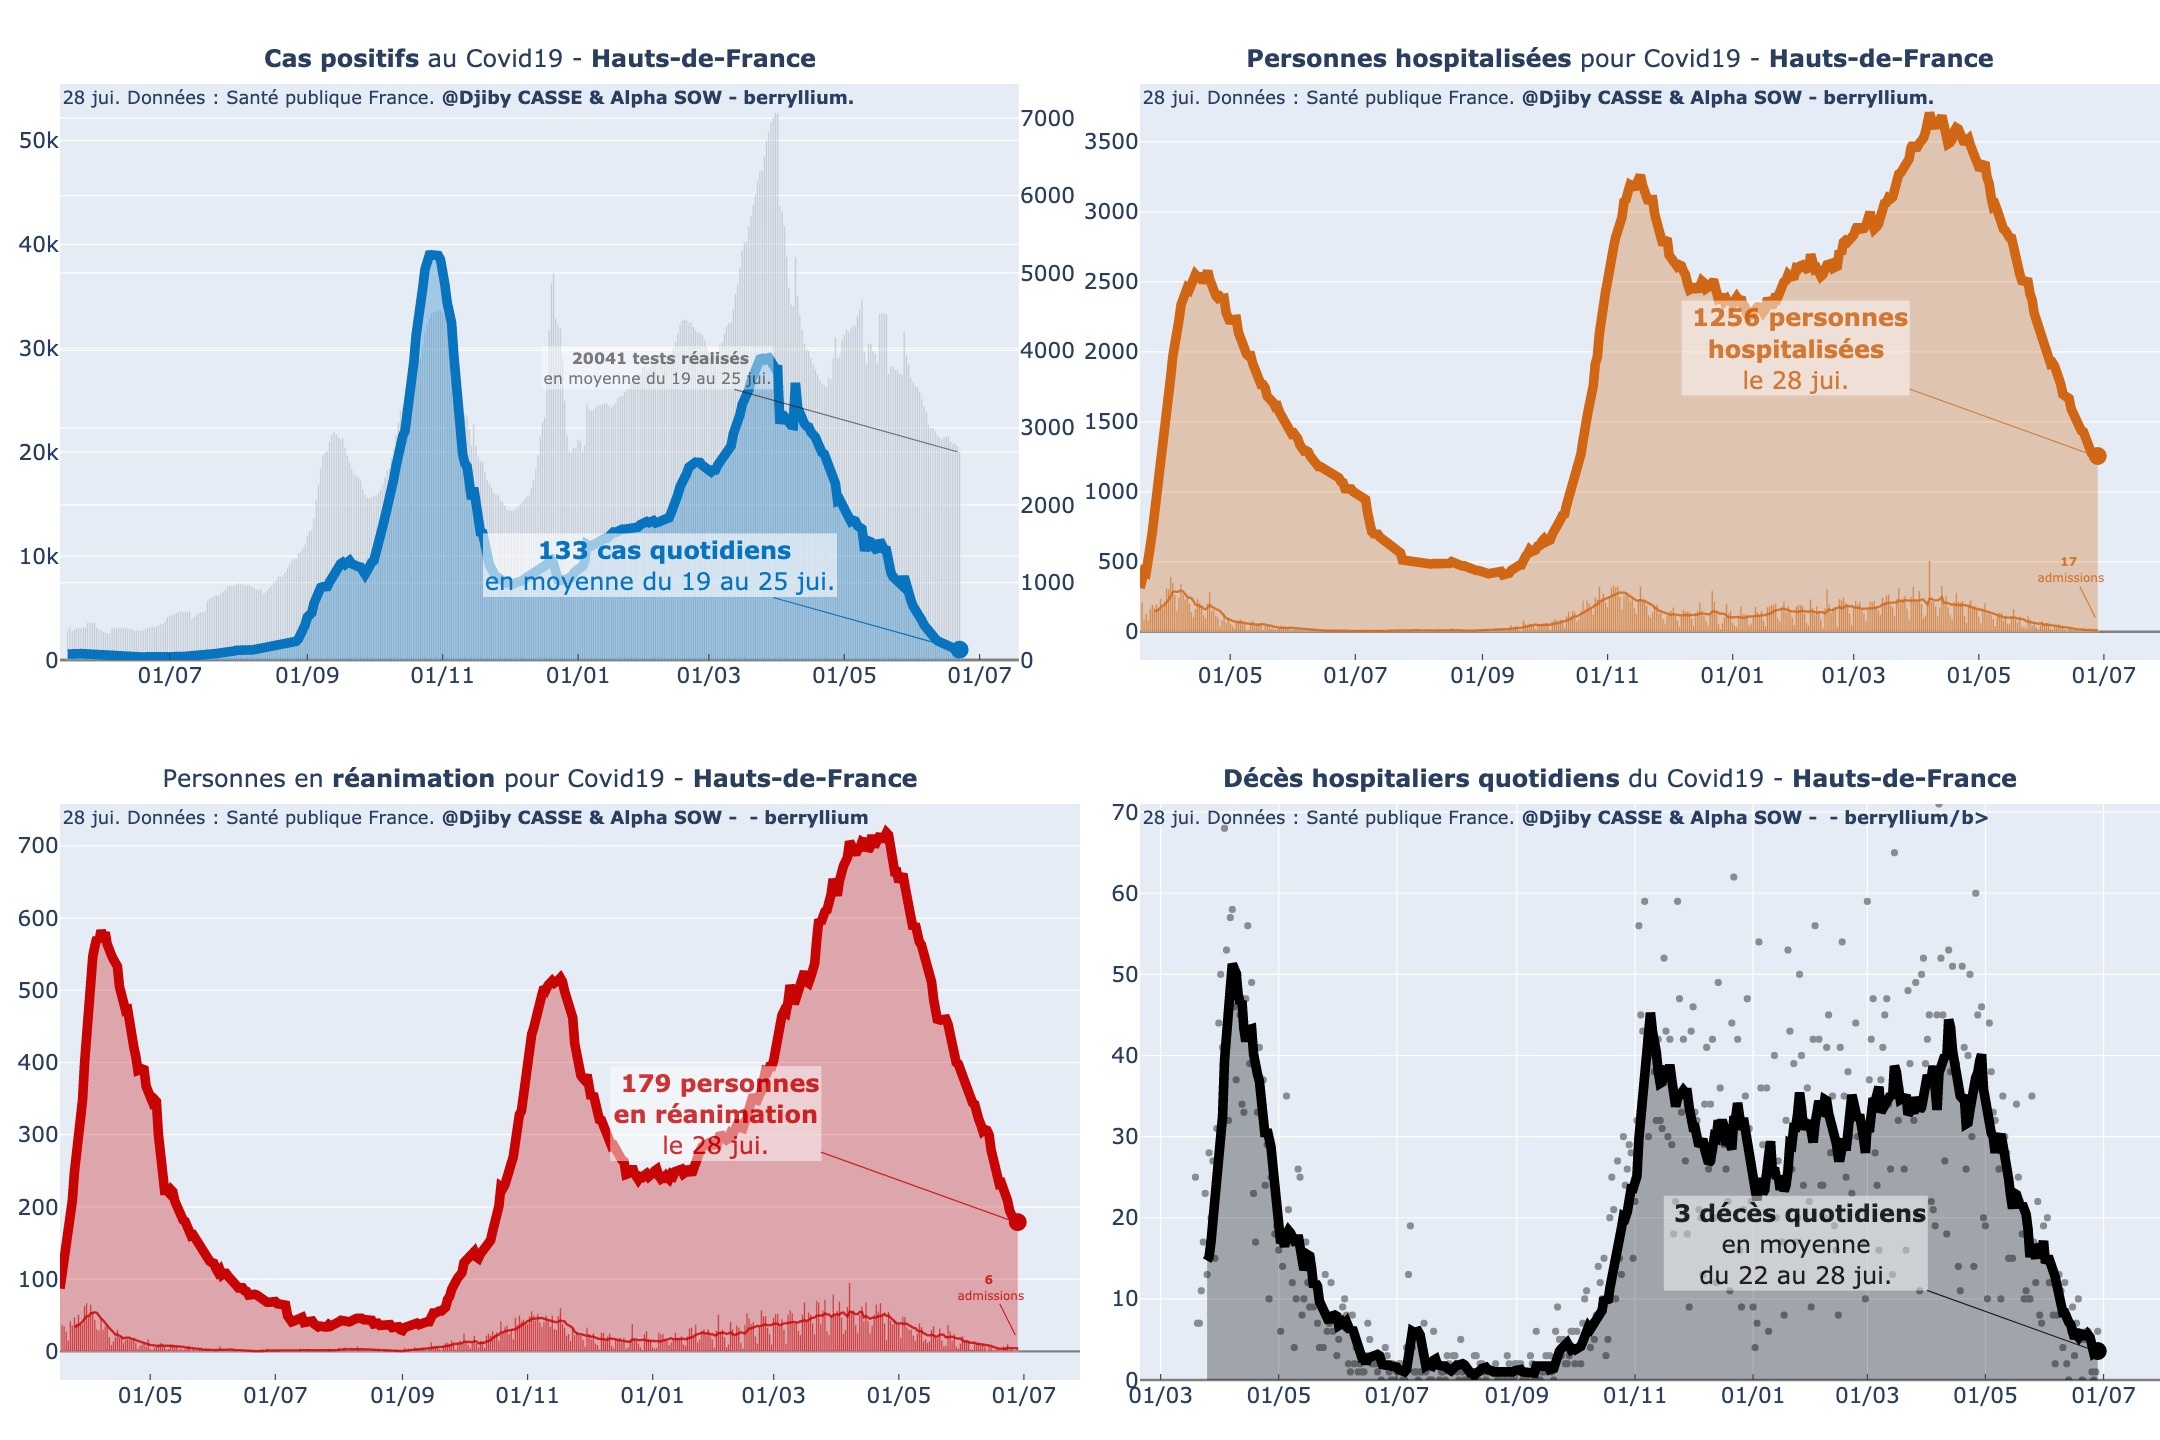 Cas positifs au Covid19 - Hauts-de-France
28 jui. Données : Santé publique France. @Djiby CASSE & Alpha SOW - berryllium.
50k
40k
30k
20k
10k
0
7000
6000
5000
4000
3000
2000
1000
0
20041 tests réalisés
en moyenne du 19 au 25 jui.
133 cas quotidiens
en moyenne du 19 au 25 jui.
01/07 01/09 01/11 01/01 01/03 01/05 01/07
Personnes hospitalisées pour Covid19 - Hauts-de-France
28 jui. Données : Santé publique France. @Djiby CASSE & Alpha SOW - berryllium.
3500
3000
2500
2000
1500
1000
500
0
1256 personnes
hospitalisées
le 28 jui.
17
admissions
01/05 01/07 01/09 01/11 01/01 01/03 01/05 01/07
Personnes en réanimation pour Covid19 - Hauts-de-France
28 jui. Données : Santé publique France. @Djiby CASSE & Alpha SOW -  - berryllium
700
600
500
400
300
200
100
0
179 personnes
en réanimation
le 28 jui.
6
admissions
01/05 01/07 01/09 01/11 01/01 01/03 01/05 01/07
Décès hospitaliers quotidiens du Covid19 - Hauts-de-France
28 jui. Données : Santé publique France. @Djiby CASSE & Alpha SOW -  - berryllium/b>
70
60
50
40
30
20
10
0
3 décès quotidiens
en moyenne
du 22 au 28 jui.
01/03 01/05 01/07 01/09 01/11 01/01 01/03 01/05 01/07